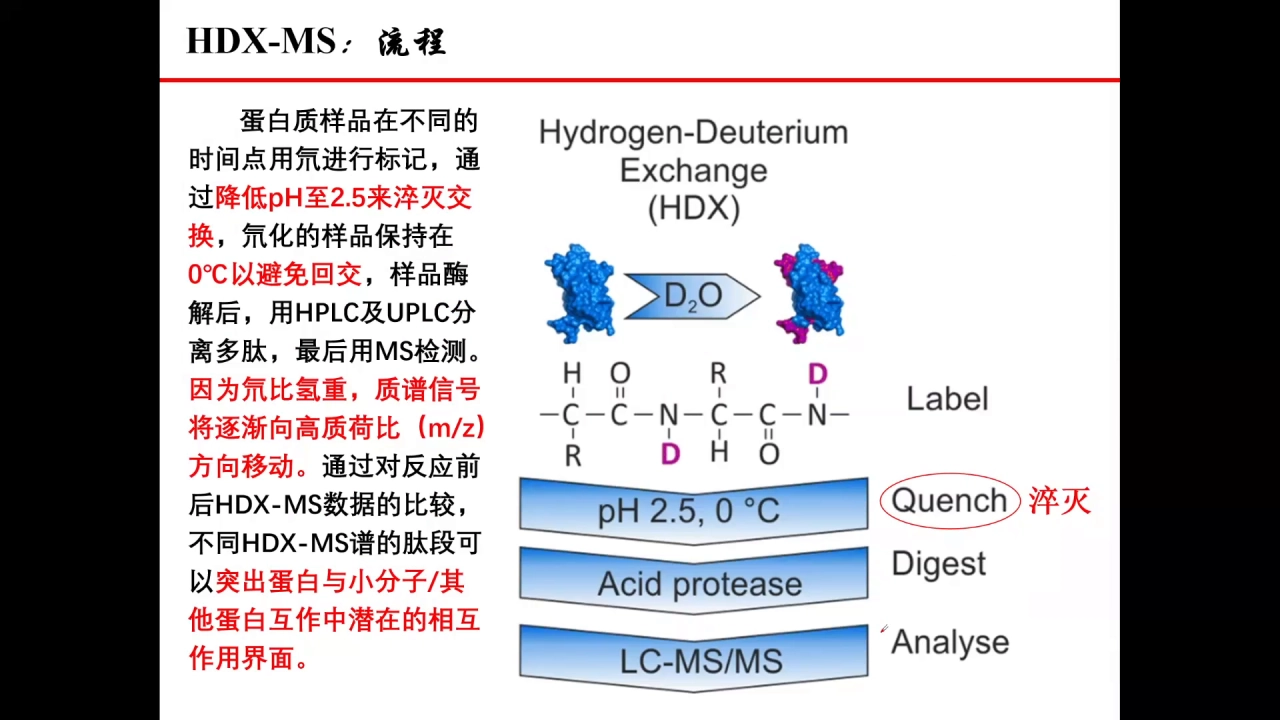 HDX-MS：流程
蛋白质样品在不同的
时间点用氘进行标记，通
过降低pH至2.5来淬灭交
换，氘化的样品保持在
0℃以避免回交，样品酶
解后，用HPLC及UPLC分
离多肽，最后用MS检测。
因为氘比氢重，质谱信号
将逐渐向高质荷比（m/z）
方向移动。通过对反应前
后HDX-MS数据的比较，
不同HDX-MS谱的肽段可
以突出蛋白与小分子/其
他蛋白互作中潜在的相互
作用界面。
Hydrogen-Deuterium
Exchange
(HDX)
D₂O
H O R D
—C—C—N—C—C—N—
R D H O
Label
pH 2.5, 0 °C
Quench 淬灭
Acid protease
Digest
LC-MS/MS
Analyse